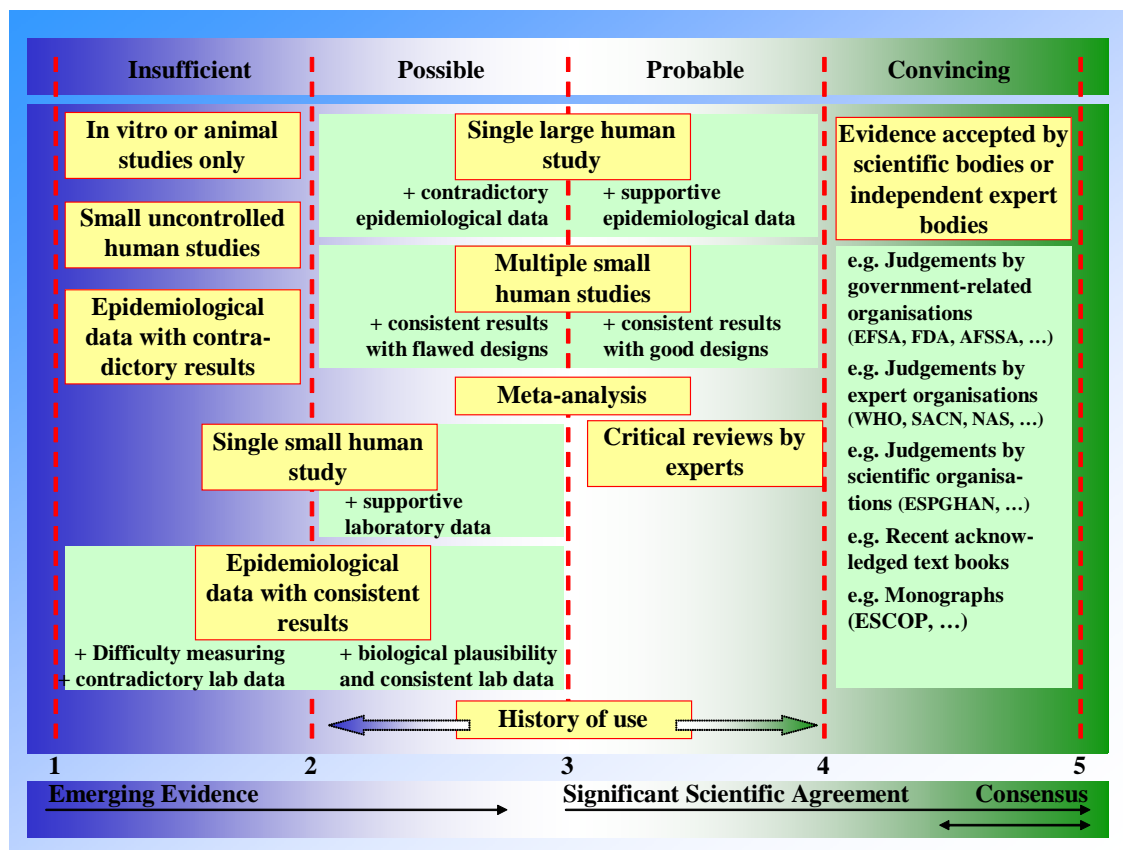 Insufficient
Possible
Probable
Convincing
In vitro or animal
studies only
Small uncontrolled
human studies
Epidemiological
data with contra-
dictory results
Single large human
study
+ contradictory
epidemiological data
+ supportive
epidemiological data
Multiple small
human studies
+ consistent results
with flawed designs
+ consistent results
with good designs
Meta-analysis
Single small human
study
+ supportive
laboratory data
Critical reviews by
experts
Epidemiological
data with consistent
results
+ Difficulty measuring
+ contradictory lab data
+ biological plausibility
and consistent lab data
History of use
Evidence accepted by
scientific bodies or
independent expert
bodies
e.g. Judgements by
government-related
organisations
(EFSA, FDA, AFSSA, …)
e.g. Judgements by
expert organisations
(WHO, SACN, NAS, …)
e.g. Judgements by
scientific organisa-
tions (ESPGHAN, …)
e.g. Recent acknow-
ledged text books
e.g. Monographs
(ESCOP, …)
1
2
3
4
5
Emerging Evidence
Significant Scientific Agreement
Consensus